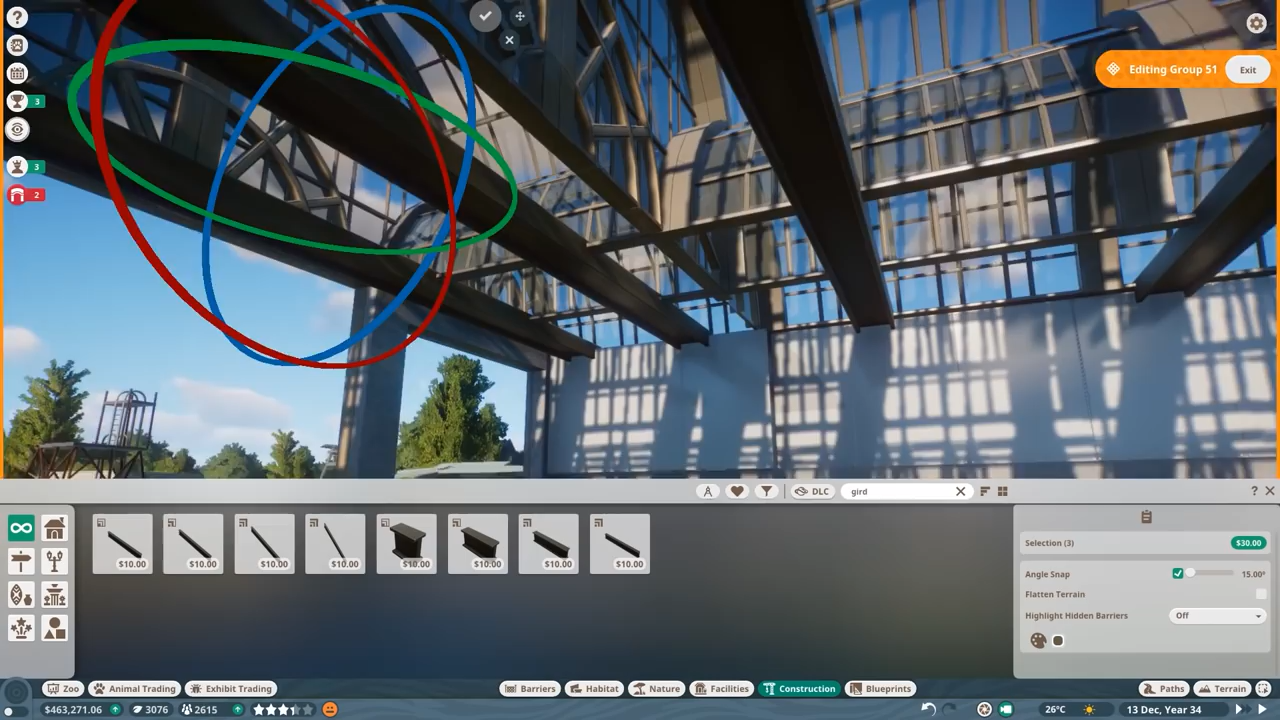 ?
3
3
2
Editing Group 51
Exit
DLC
gird
?
$10.00
$10.00
$10.00
$10.00
$10.00
$10.00
$10.00
$10.00
Selection (3)
$30.00
Angle Snap
15.00°
Flatten Terrain
Highlight Hidden Barriers
Off
Zoo
Animal Trading
Exhibit Trading
Barriers
Habitat
Nature
Facilities
Construction
Blueprints
Paths
Terrain
$463,271.06
3076
2615
26°C
13 Dec, Year 34